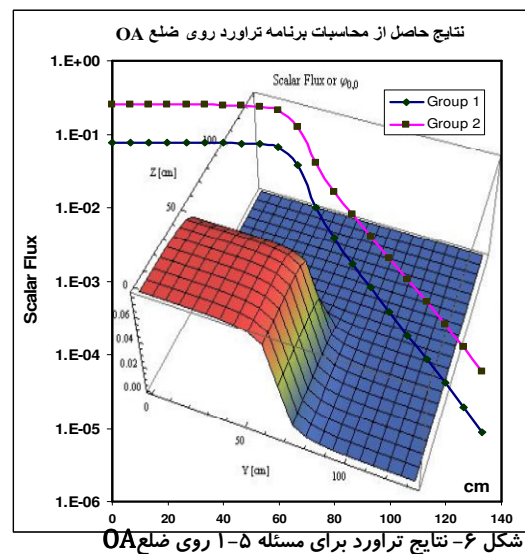 نتایج حاصل از محاسبات برنامه تراورد روی ضلع OA
1.E+00
1.E-01
1.E-02
1.E-03
1.E-04
1.E-05
1.E-06
Scalar Flux
Group 1
Group 2
Scalar Flux or φ0,0
Z [cm]
100
50
0
0.06
0.04
0.02
0.00
0
50
100
Y [cm]
cm
0 20 40 60 80 100 120 140
شکل ۶- نتایج تراورد برای مسئله ۵-۱ روی ضلع OA